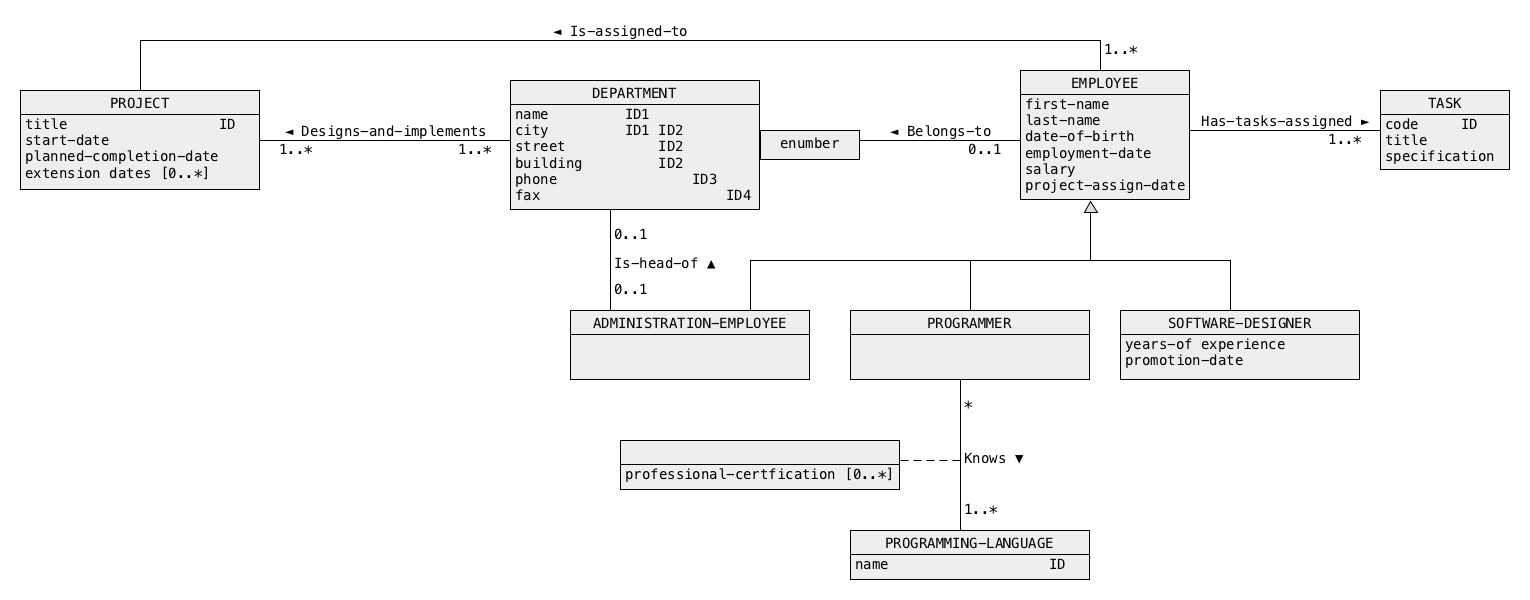 ◄ Is-assigned-to
1..*
PROJECT
title ID
start-date
planned-completion-date
extension dates [0..*]
◄ Designs-and-implements
1..* 1..*
DEPARTMENT
name ID1
city ID1 ID2
street ID2
building ID2
phone ID3
fax ID4
enumber
◄ Belongs-to
0..1
EMPLOYEE
first-name
last-name
date-of-birth
employment-date
salary
project-assign-date
Has-tasks-assigned ►
1..*
TASK
code ID
title
specification
0..1
Is-head-of ▲
0..1
ADMINISTRATION-EMPLOYEE
PROGRAMMER
SOFTWARE-DESIGNER
years-of experience
promotion-date
*
professional-certfication [0..*]
Knows ▼
1..*
PROGRAMMING-LANGUAGE
name ID